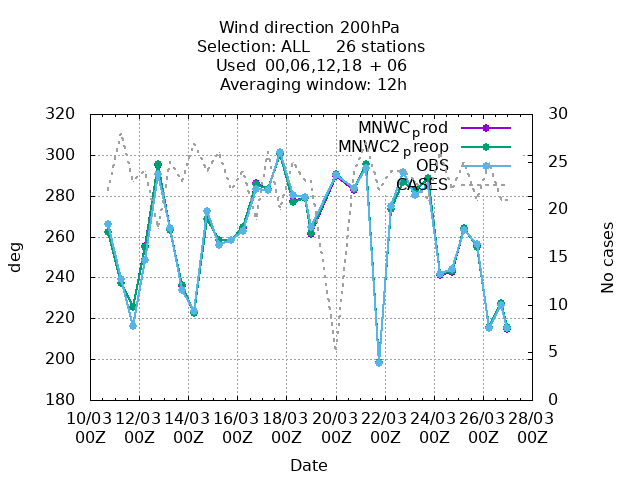 Wind direction 200hPa
Selection: ALL 26 stations
Used 00,06,12,18 + 06
Averaging window: 12h
320 30
MNWCprod
MNWC2preop
OBS
CASES
300 25
280 20
260 15
240 10
220 5
200 0
180
deg
No cases
10/03 12/03 14/03 16/03 18/03 20/03 22/03 24/03 26/03 28/03
00Z 00Z 00Z 00Z 00Z 00Z 00Z 00Z 00Z 00Z
Date